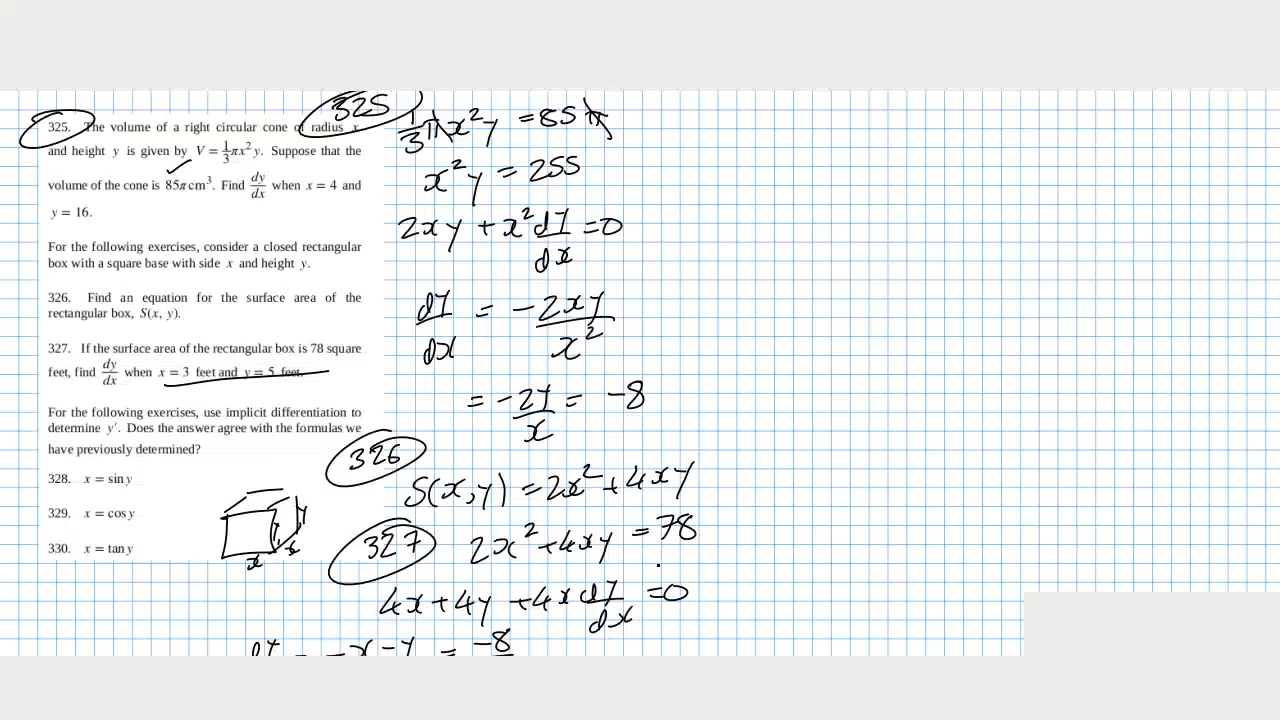 325. The volume of a right circular cone of radius x
and height y is given by V = 1/3 πx² y. Suppose that the
volume of the cone is 85π cm³. Find dy/dx when x = 4 and
y = 16.
For the following exercises, consider a closed rectangular
box with a square base with side x and height y.
326. Find an equation for the surface area of the
rectangular box, S(x, y).
327. If the surface area of the rectangular box is 78 square
feet, find dy/dx when x = 3 feet and y = 5 feet.
For the following exercises, use implicit differentiation to
determine y′. Does the answer agree with the formulas we
have previously determined?
328. x = sin y
329. x = cos y
330. x = tan y
x
x
y
325
1/3 πx²y = 85π
x²y = 255
2xy + x² dy/dx = 0
dy/dx = -2xy/x²
= -2y/x = -8
326
S(x,y) = 2x² + 4xy
327
2x² + 4xy = 78
4x + 4y + 4x dy/dx = 0
dy = -x-y = -8